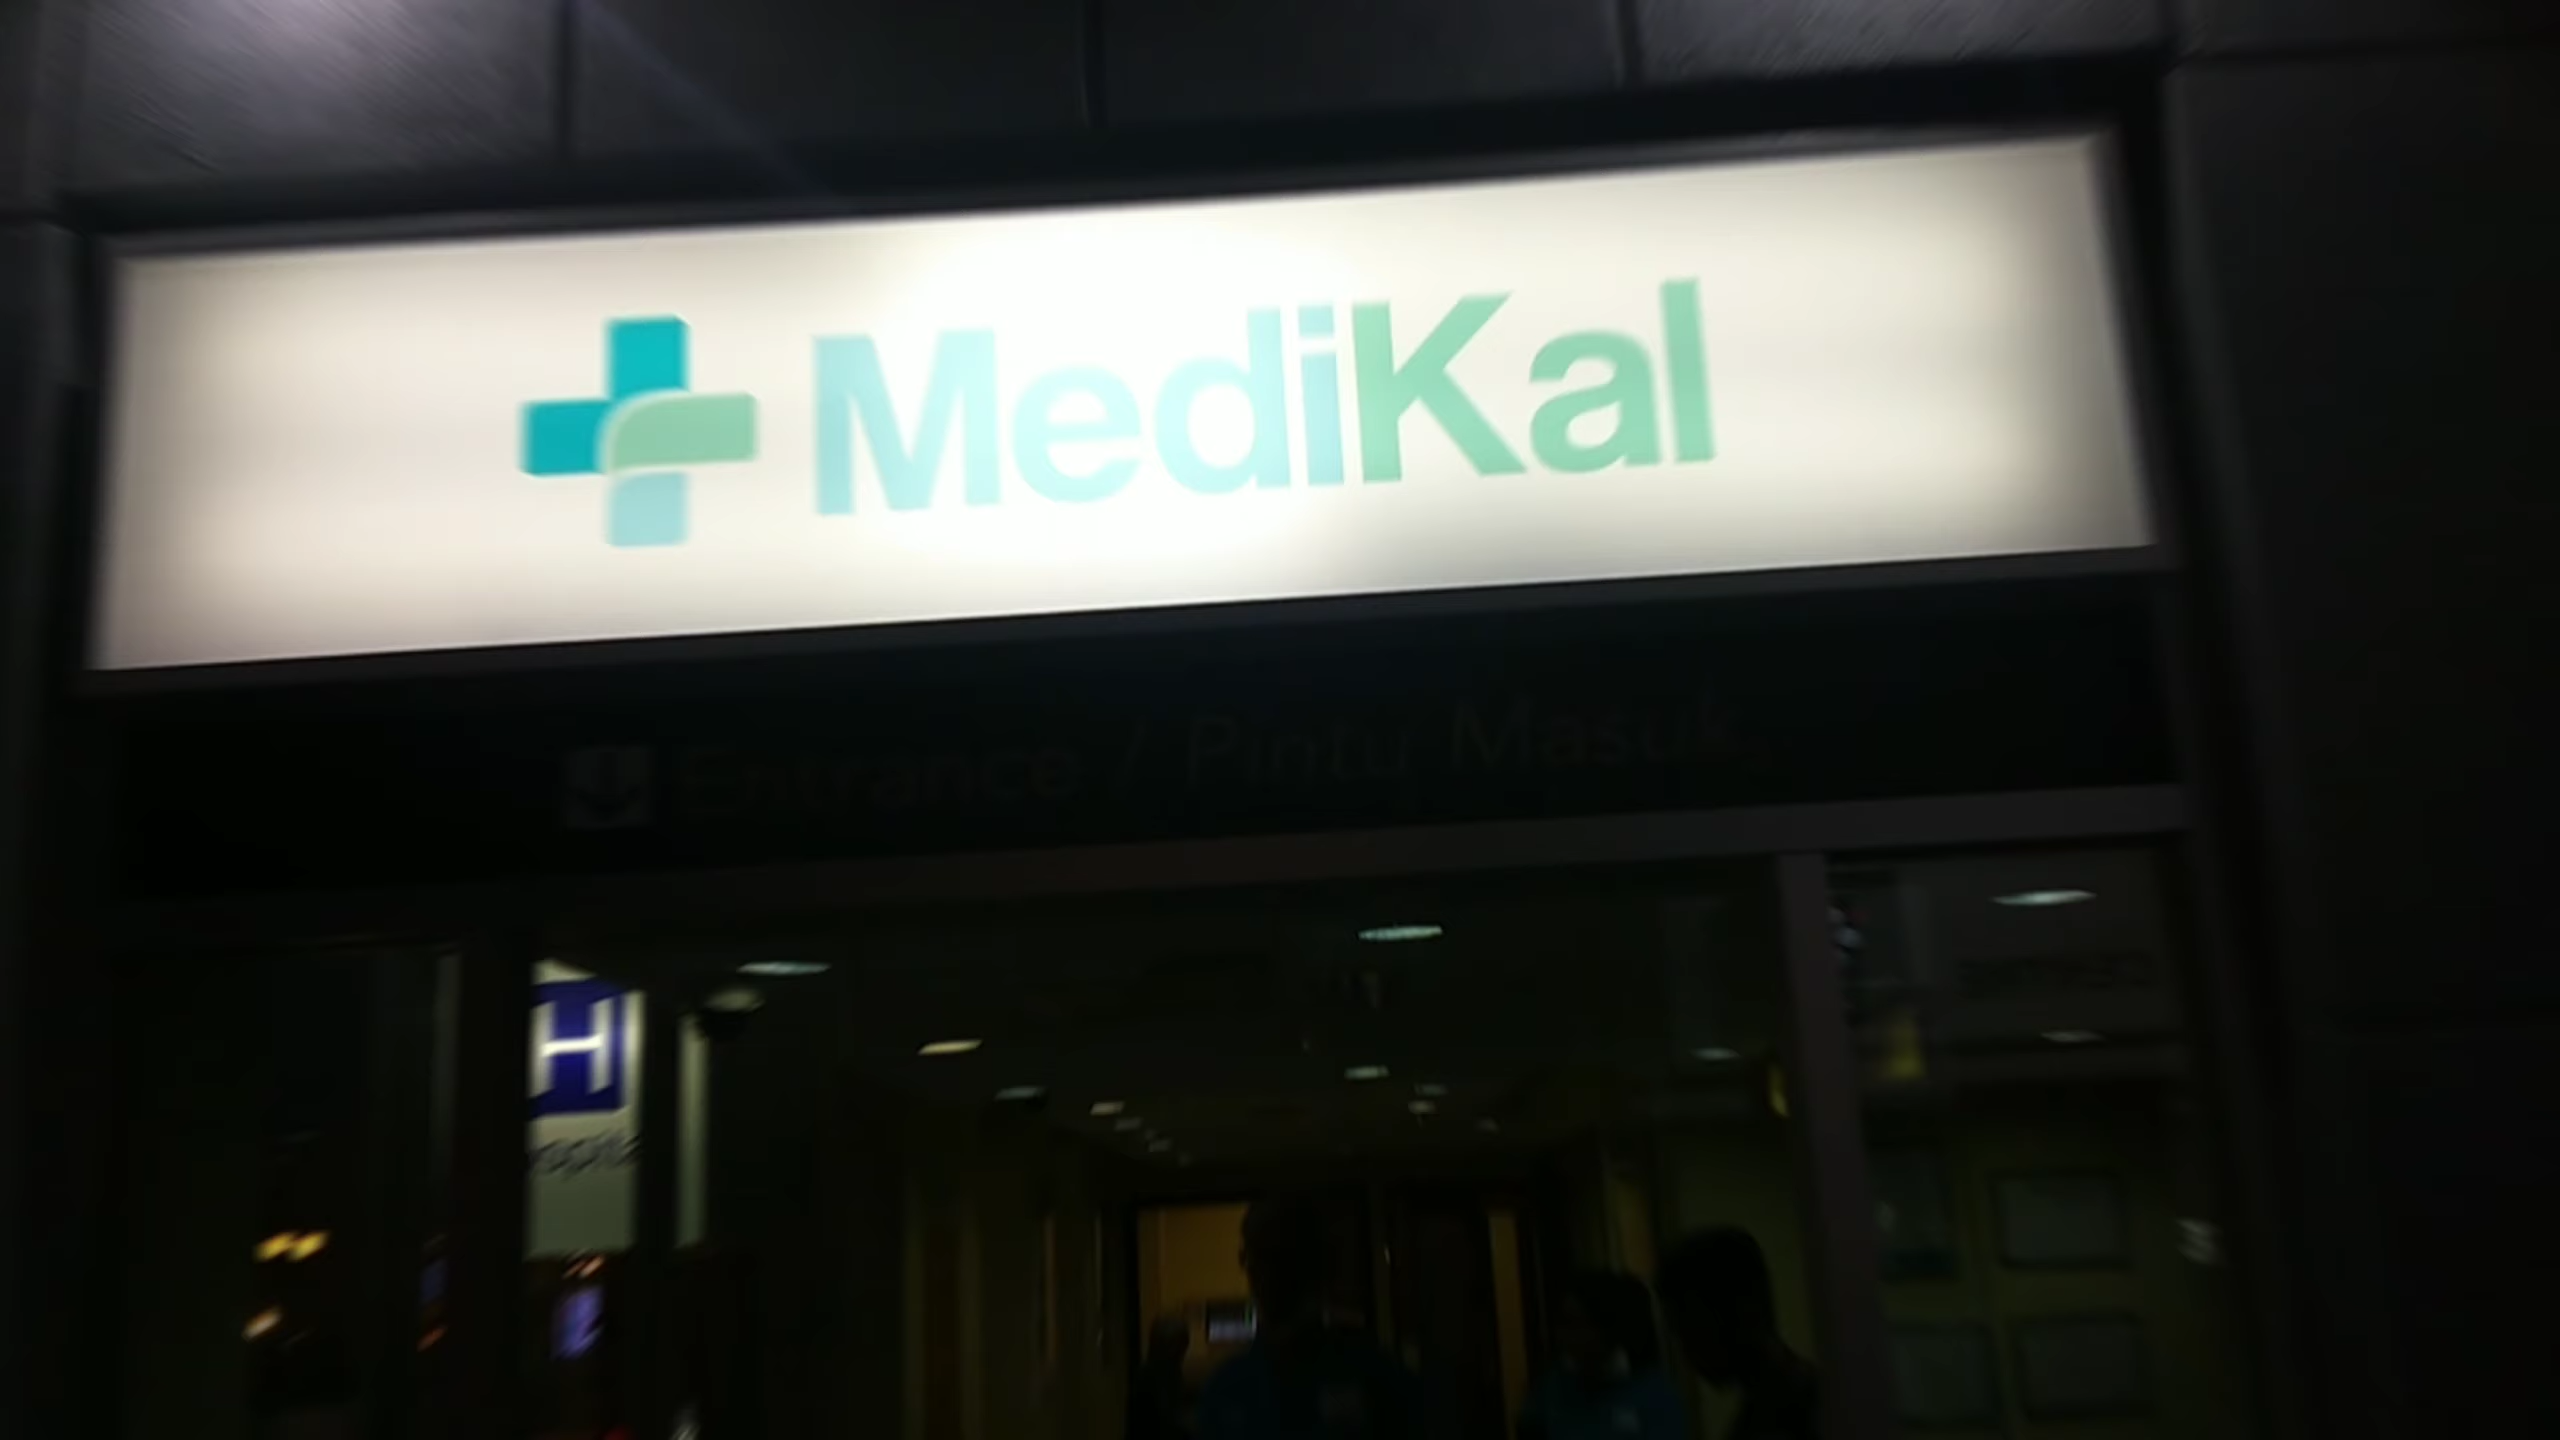 MediKal
Entrance / Pintu Masuk
H